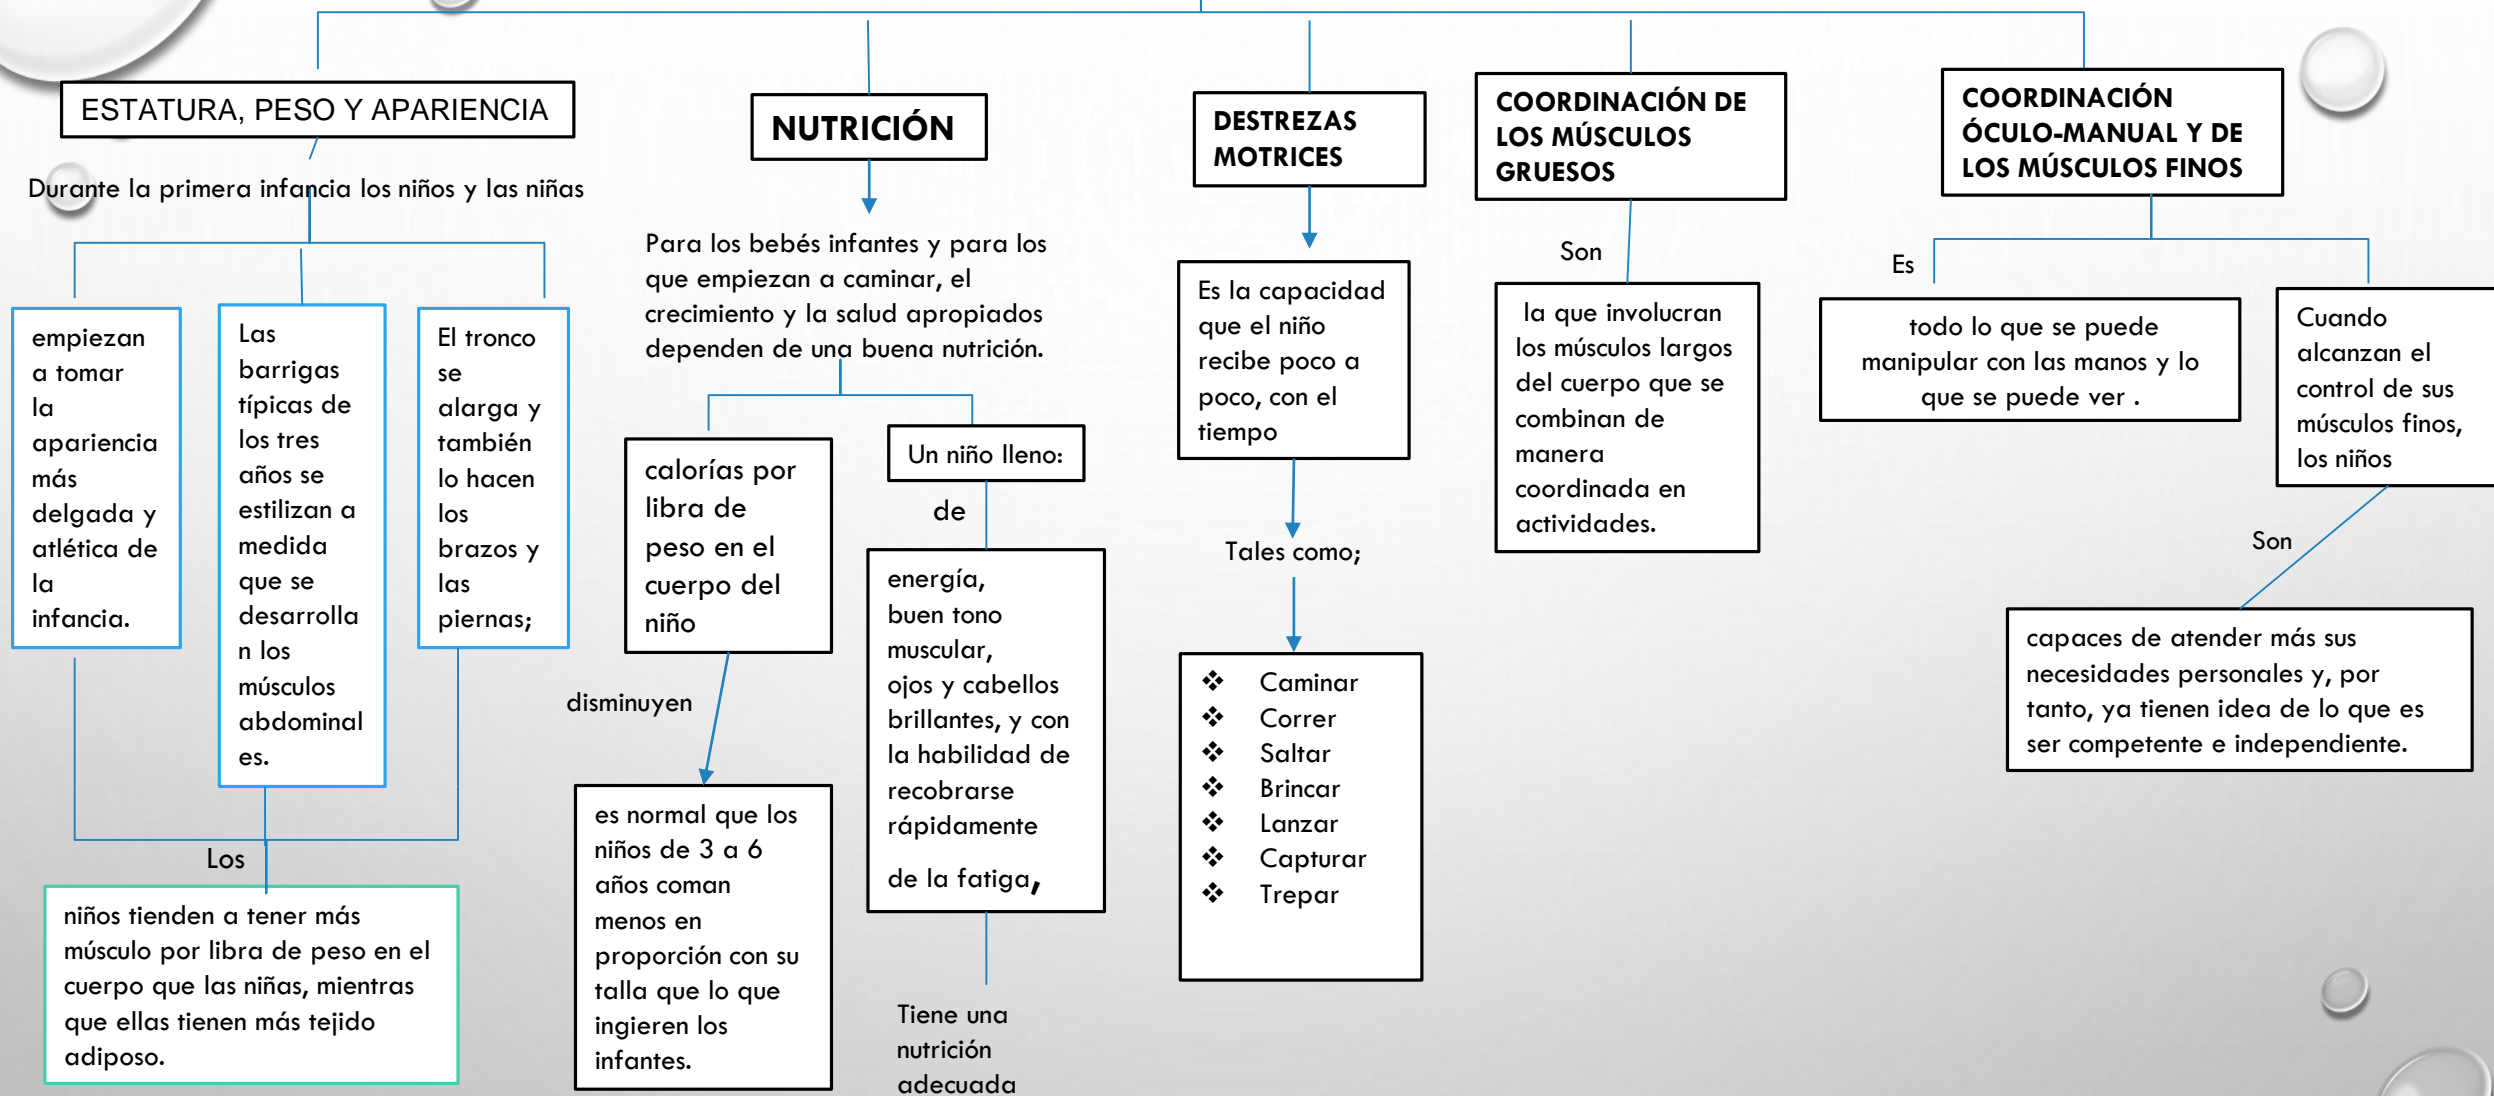 ESTATURA, PESO Y APARIENCIA
Durante la primera infancia los niños y las niñas
empiezan
a tomar
la
apariencia
más
delgada y
atlética de
la
infancia.
Las
barrigas
típicas de
los tres
años se
estilizan a
medida
que se
desarrolla
n los
músculos
abdominal
es.
El tronco
se
alarga y
también
lo hacen
los
brazos y
las
piernas;
Los
niños tienden a tener más
músculo por libra de peso en el
cuerpo que las niñas, mientras
que ellas tienen más tejido
adiposo.
NUTRICIÓN
Para los bebés infantes y para los
que empiezan a caminar, el
crecimiento y la salud apropiados
dependen de una buena nutrición.
calorías por
libra de
peso en el
cuerpo del
niño
disminuyen
es normal que los
niños de 3 a 6
años coman
menos en
proporción con su
talla que lo que
ingieren los
infantes.
Un niño lleno:
de
energía,
buen tono
muscular,
ojos y cabellos
brillantes, y con
la habilidad de
recobrarse
rápidamente
de la fatiga,
Tiene una
nutrición
adecuada
DESTREZAS
MOTRICES
Es la capacidad
que el niño
recibe poco a
poco, con el
tiempo
Tales como;
❖ Caminar
❖ Correr
❖ Saltar
❖ Brincar
❖ Lanzar
❖ Capturar
❖ Trepar
COORDINACIÓN DE
LOS MÚSCULOS
GRUESOS
Son
la que involucran
los músculos largos
del cuerpo que se
combinan de
manera
coordinada en
actividades.
COORDINACIÓN
ÓCULO-MANUAL Y DE
LOS MÚSCULOS FINOS
Es
todo lo que se puede
manipular con las manos y lo
que se puede ver .
Cuando
alcanzan el
control de sus
músculos finos,
los niños
Son
capaces de atender más sus
necesidades personales y, por
tanto, ya tienen idea de lo que es
ser competente e independiente.